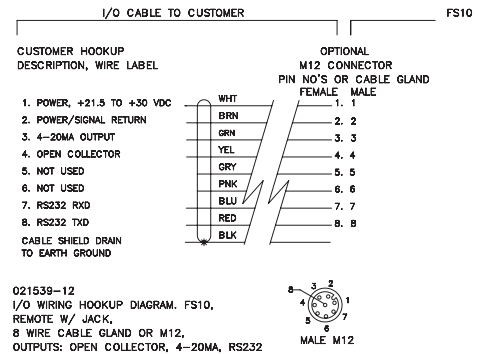 I/O CABLE TO CUSTOMER
FS10
CUSTOMER HOOKUP
DESCRIPTION, WIRE LABEL
OPTIONAL
M12 CONNECTOR
PIN NO'S OR CABLE GLAND
FEMALE MALE
1. POWER, +21.5 TO +30 VDC WHT 1. 1
2. POWER/SIGNAL RETURN BRN 2. 2
3. 4-20MA OUTPUT GRN 3. 3
4. OPEN COLLECTOR YEL 4. 4
5. NOT USED GRY 5. 5
6. NOT USED PNK 6. 6
7. RS232 RXD BLU 7. 7
8. RS232 TXD RED 8. 8
CABLE SHIELD DRAIN BLK
TO EARTH GROUND
021539-12
I/O WIRING HOOKUP DIAGRAM. FS10,
REMOTE W/ JACK,
8 WIRE CABLE GLAND OR M12,
OUTPUTS: OPEN COLLECTOR, 4-20MA, RS232
8 3 2
4 1
5 7
6
MALE M12